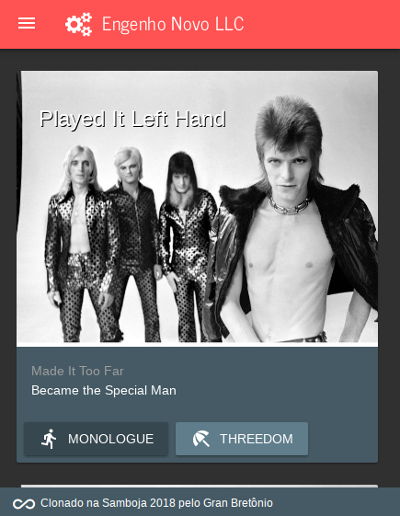 Engenho Novo LLC
Played It Left Hand
Made It Too Far
Became the Special Man
MONOLOGUE
THREEDOM
Clonado na Samboja 2018 pelo Gran Bretônio